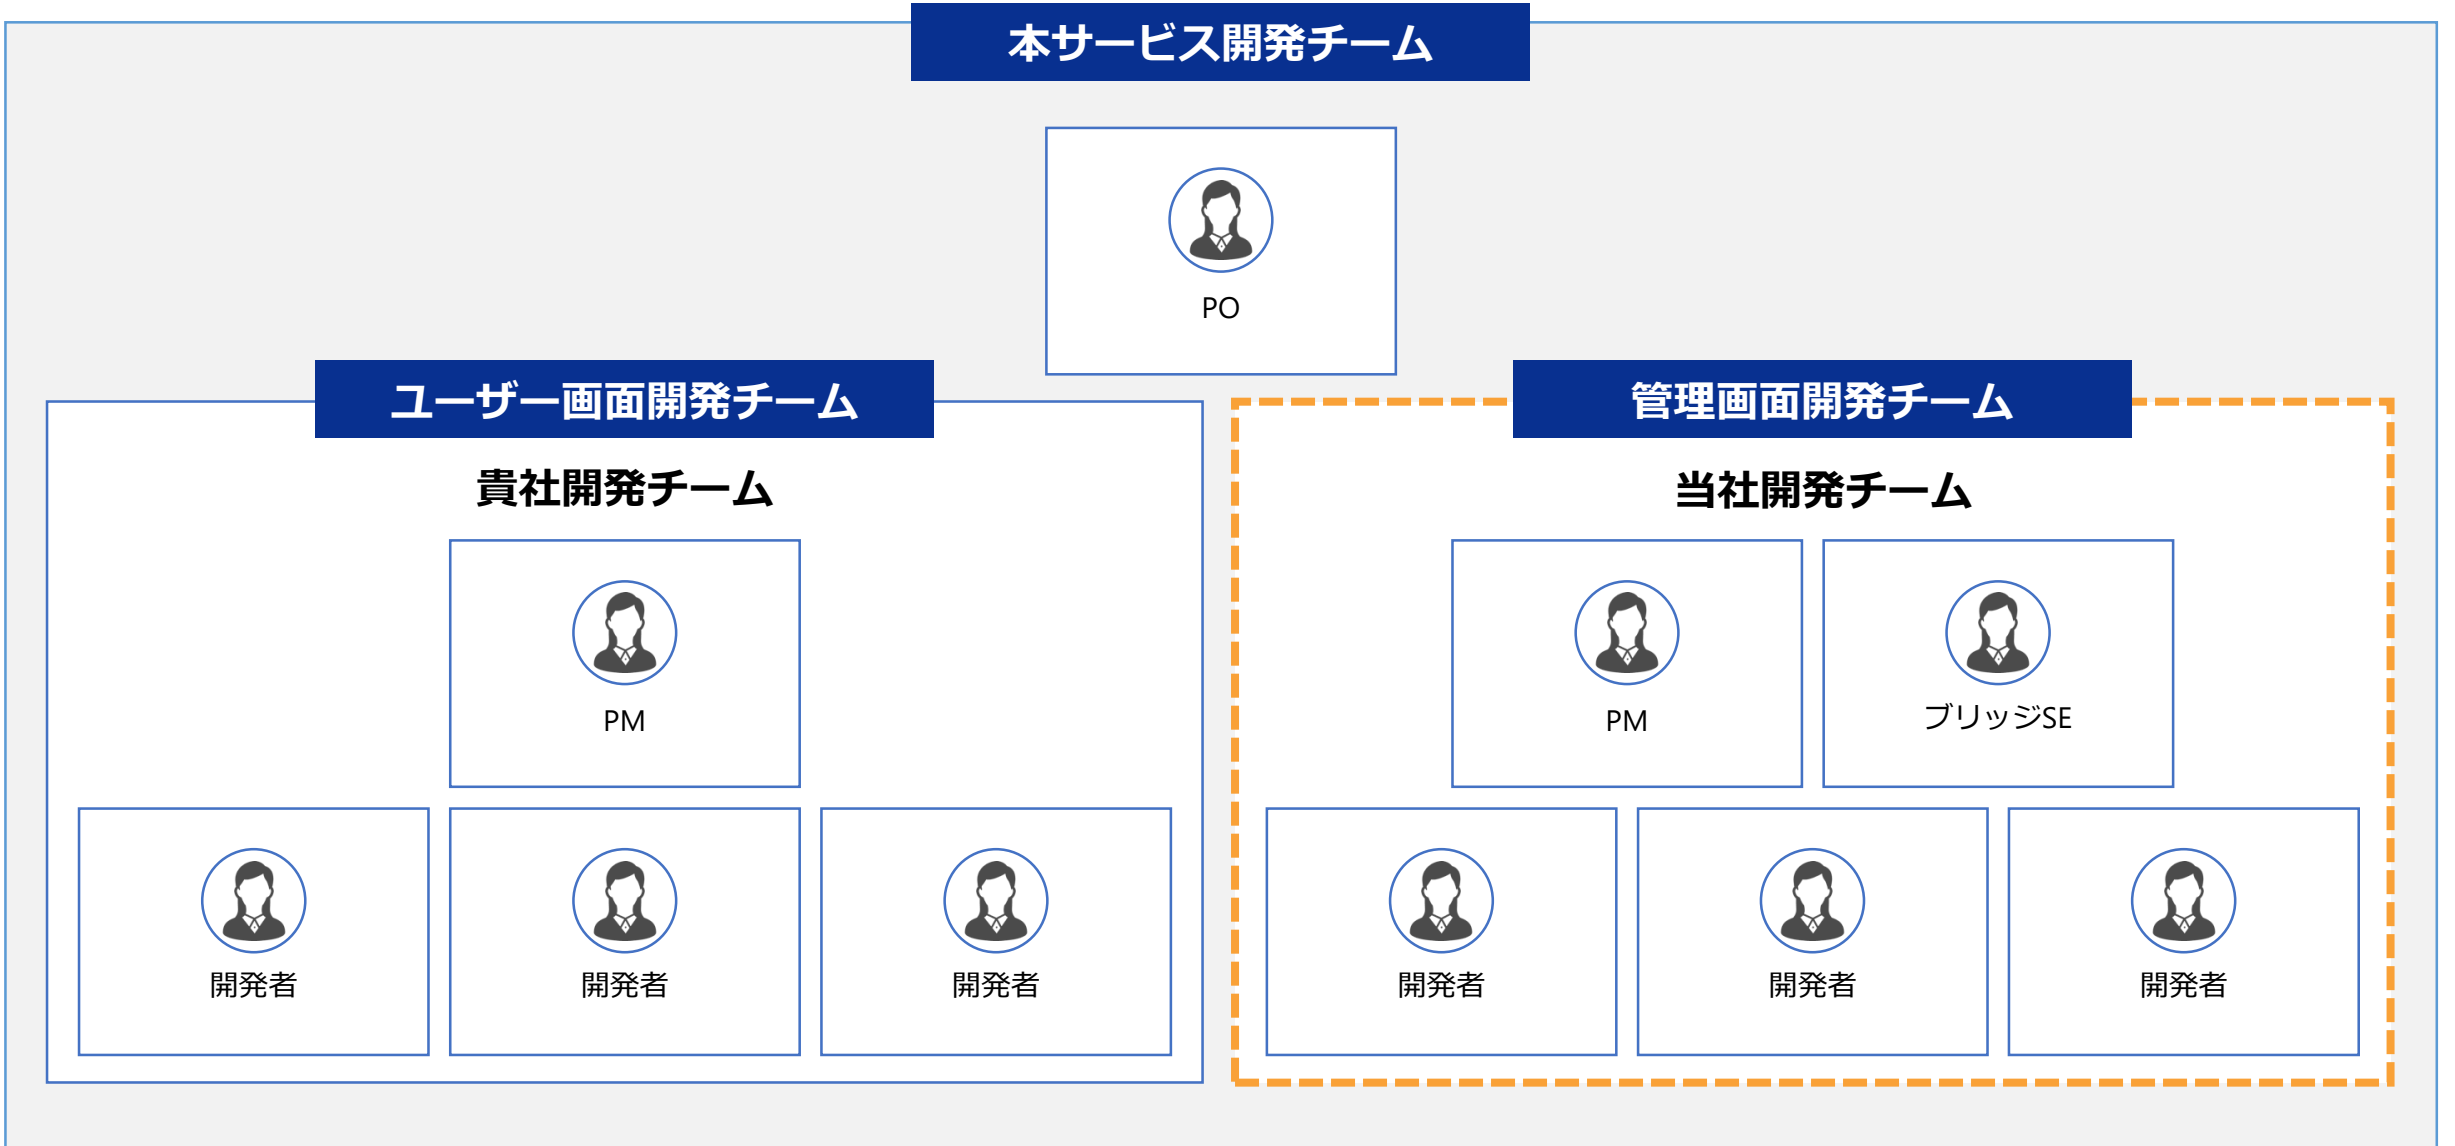 本サービス開発チーム
PO
ユーザー画面開発チーム
貴社開発チーム
PM
開発者
開発者
開発者
管理画面開発チーム
当社開発チーム
PM
ブリッジSE
開発者
開発者
開発者